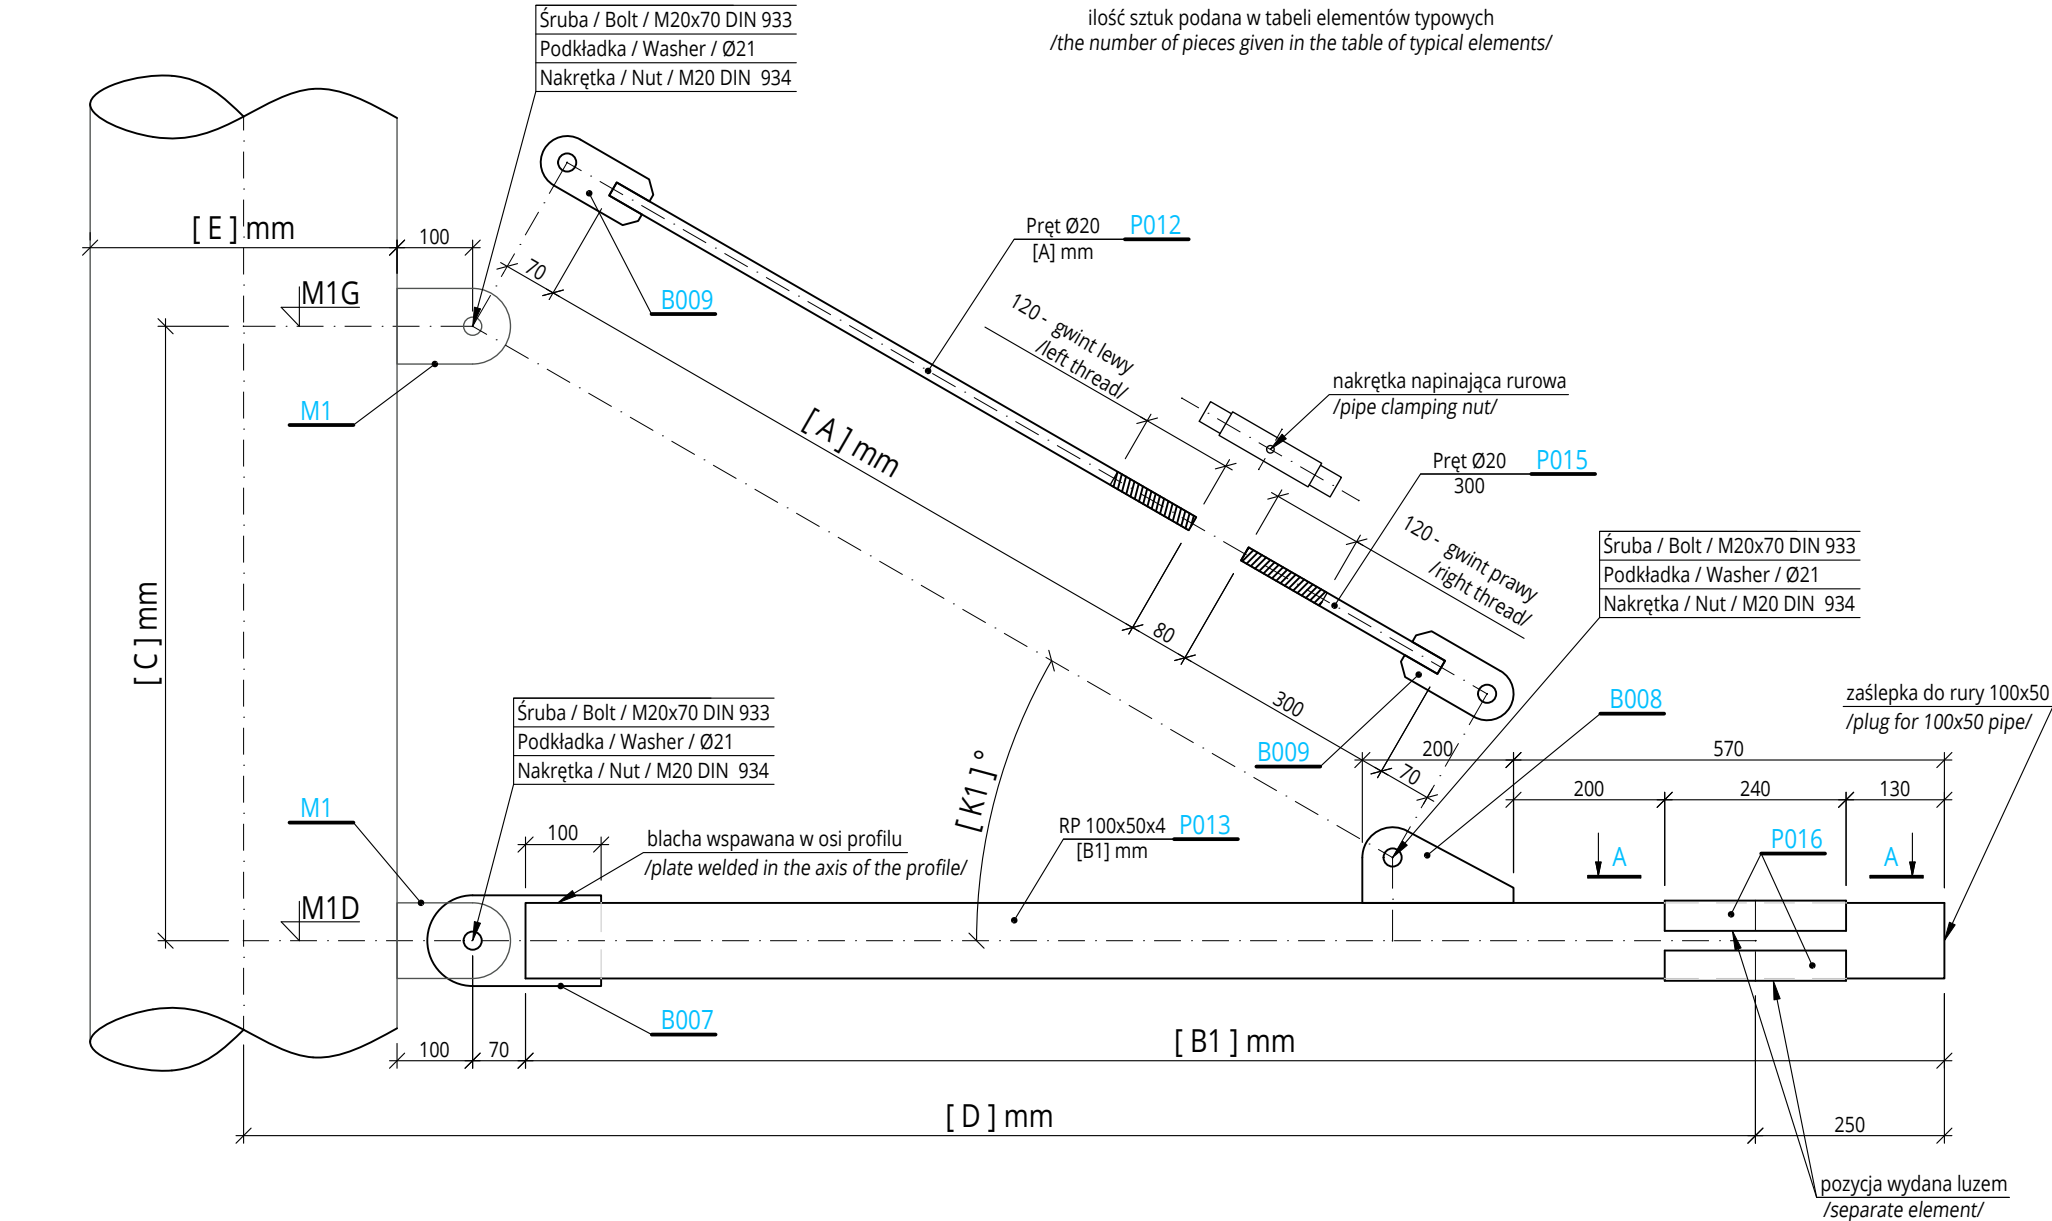 Śruba / Bolt / M20x70 DIN 933
Podkładka / Washer / Ø21
Nakrętka / Nut / M20 DIN 934
ilość sztuk podana w tabeli elementów typowych
/the number of pieces given in the table of typical elements/
[ E ] mm
100
M1G
M1
70
B009
Pręt Ø20 P012
[A] mm
120 - gwint lewy
/left thread/
nakrętka napinająca rurowa
/pipe clamping nut/
[ A ] mm
Pręt Ø20 P015
300
120 - gwint prawy
/right thread/
Śruba / Bolt / M20x70 DIN 933
Podkładka / Washer / Ø21
Nakrętka / Nut / M20 DIN 934
[ C ] mm
80
300
70
B009
B008
zaślepka do rury 100x50
/plug for 100x50 pipe/
200
570
200
240
130
Śruba / Bolt / M20x70 DIN 933
Podkładka / Washer / Ø21
Nakrętka / Nut / M20 DIN 934
[ K1 ] °
M1
100
blacha wspawana w osi profilu
/plate welded in the axis of the profile/
RP 100x50x4 P013
[B1] mm
A
P016
A
M1D
B007
100
70
[ B1 ] mm
[ D ] mm
250
pozycja wydana luzem
/separate element/